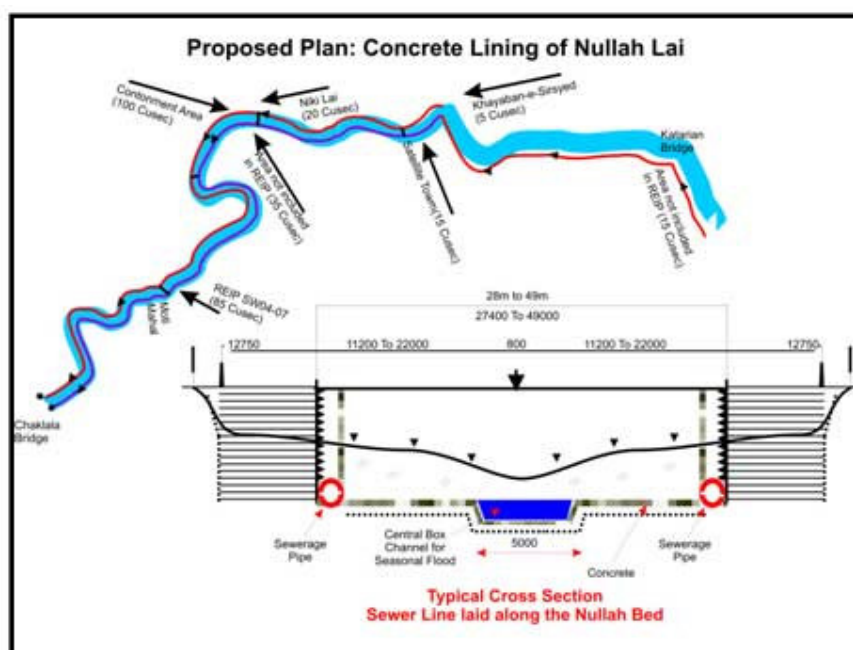 Proposed Plan: Concrete Lining of Nullah Lai
Contonment Area
(100 Cusec)
Niki Lai
(20 Cusec)
Khayaban-e-Sirsyed
(5 Cusec)
Katarian
Bridge
Area not included
in REIP (35 Cusec)
Satellite Town(15 Cusec)
Area not included
in REIP (15 Cusec)
REIP SW04-07
(85 Cusec)
Moti
Mahal
Chaklala
Bridge
28m to 49m
27400 To 49000
12750
11200 To 22000
800
11200 To 22000
12750
Sewerage
Pipe
Central Box
Channel for
Seasonal Flood
5000
Concrete
Sewerage
Pipe
Typical Cross Section
Sewer Line laid along the Nullah Bed